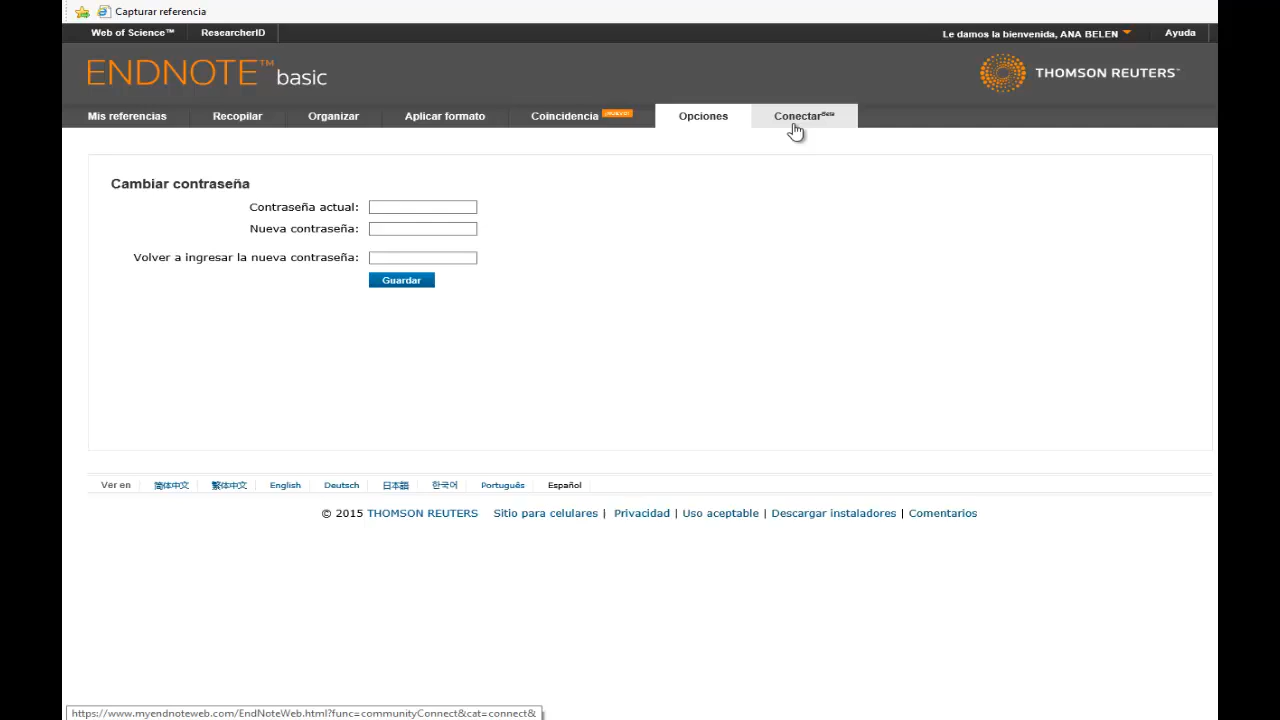 Capturar referencia
Web of Science™ ResearcherID Le damos la bienvenida, ANA BELEN Ayuda
ENDNOTE™ basic THOMSON REUTERS™
Mis referencias Recopilar Organizar Aplicar formato Coincidencia Opciones Conectar Beta
Cambiar contraseña
Contraseña actual:
Nueva contraseña:
Volver a ingresar la nueva contraseña:
Guardar
Ver en 简体中文 繁体中文 English Deutsch 日本語 한국어 Português Español
© 2015 THOMSON REUTERS Sitio para celulares | Privacidad | Uso aceptable | Descargar instaladores | Comentarios
https://www.myendnoteweb.com/EndNoteWeb.html?func=communityConnect&cat=connect&